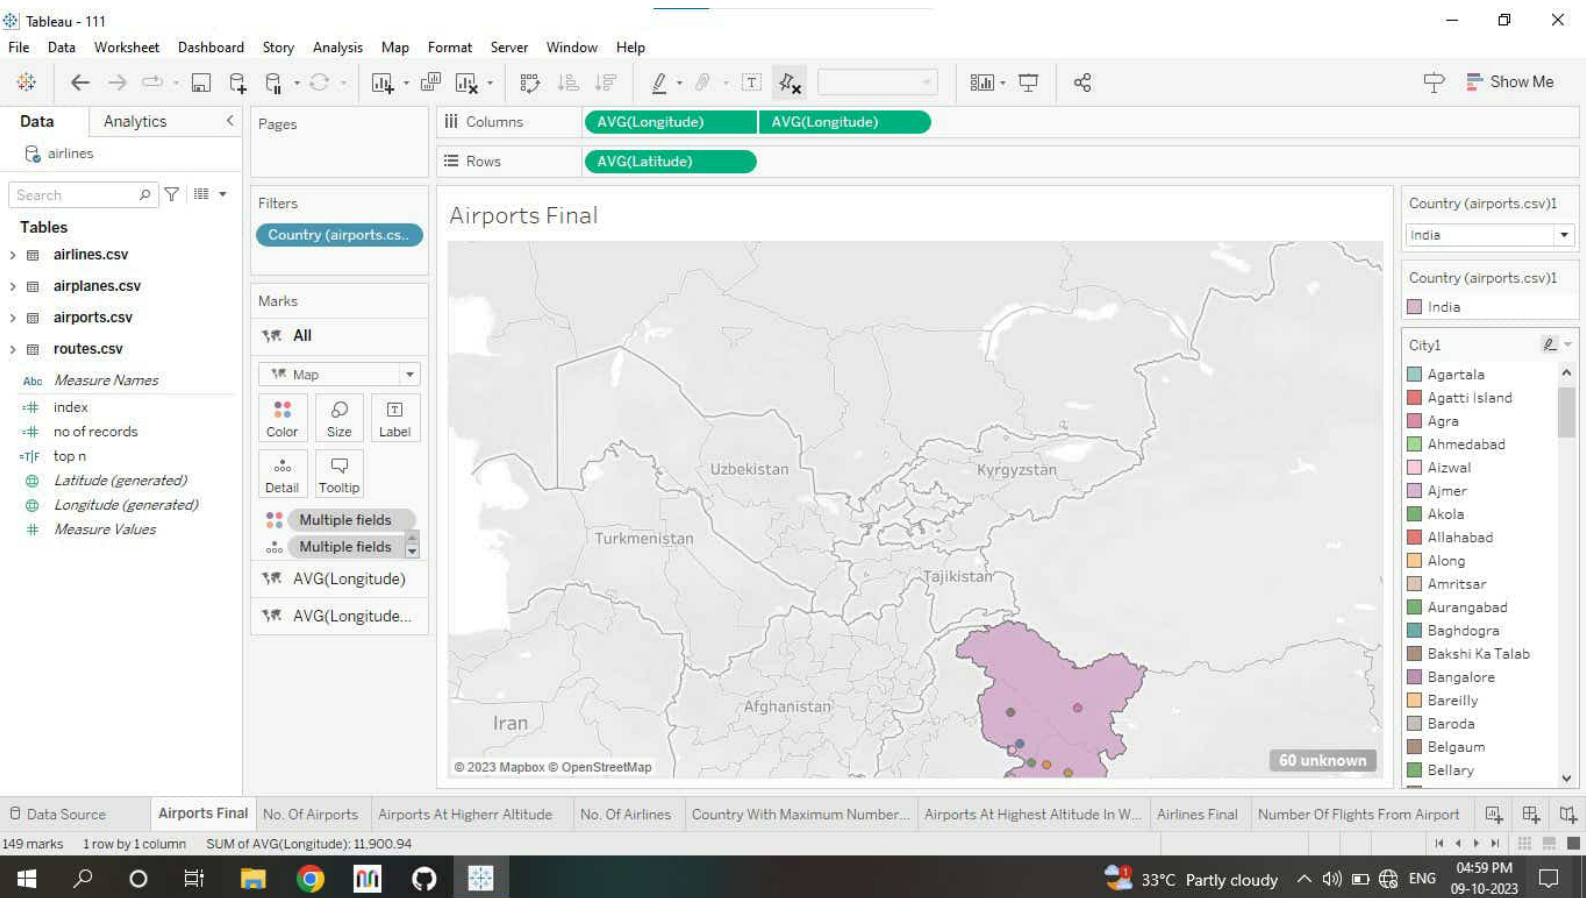 Tableau - 111
File Data Worksheet Dashboard Story Analysis Map Format Server Window Help
Show Me
Data Analytics
airlines
Search
Tables
airlines.csv
airplanes.csv
airports.csv
routes.csv
Abc Measure Names
=# index
=# no of records
=T|F top n
Latitude (generated)
Longitude (generated)
# Measure Values
Pages
Filters
Country (airports.cs..
Marks
All
Map
Color Size Label
Detail Tooltip
Multiple fields
Multiple fields
AVG(Longitude)
AVG(Longitude...
Columns AVG(Longitude) AVG(Longitude)
Rows AVG(Latitude)
Airports Final
Uzbekistan
Kyrgyzstan
Turkmenistan
Tajikistan
Afghanistan
Iran
© 2023 Mapbox © OpenStreetMap
60 unknown
Country (airports.csv)1
India
Country (airports.csv)1
India
City1
Agartala
Agatti Island
Agra
Ahmedabad
Aizwal
Ajmer
Akola
Allahabad
Along
Amritsar
Aurangabad
Baghdogra
Bakshi Ka Talab
Bangalore
Bareilly
Baroda
Belgaum
Bellary
Data Source Airports Final No. Of Airports Airports At Higherr Altitude No. Of Airlines Country With Maximum Number... Airports At Highest Altitude In W... Airlines Final Number Of Flights From Airport
149 marks 1 row by 1 column SUM of AVG(Longitude): 11,900.94
1 33°C Partly cloudy ENG 04:59 PM
09-10-2023